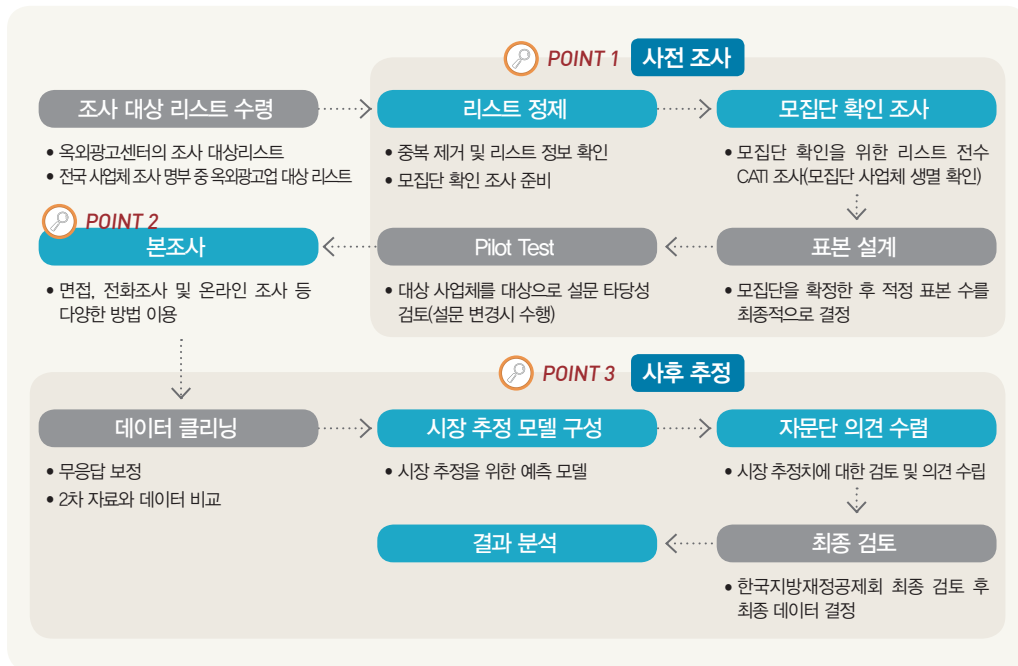 POINT 1 사전 조사
조사 대상 리스트 수령
• 옥외광고센터의 조사 대상리스트
• 전국 사업체 조사 명부 중 옥외광고업 대상 리스트
리스트 정제
• 중복 제거 및 리스트 정보 확인
• 모집단 확인 조사 준비
모집단 확인 조사
• 모집단 확인을 위한 리스트 전수
CATI 조사(모집단 사업체 생멸 확인)
표본 설계
• 모집단을 확정한 후 적정 표본 수를
최종적으로 결정
Pilot Test
• 대상 사업체를 대상으로 설문 타당성
검토(설문 변경시 수행)
POINT 2
본조사
• 면접, 전화조사 및 온라인 조사 등
다양한 방법 이용
POINT 3 사후 추정
데이터 클리닝
• 무응답 보정
• 2차 자료와 데이터 비교
시장 추정 모델 구성
• 시장 추정을 위한 예측 모델
자문단 의견 수렴
• 시장 추정치에 대한 검토 및 의견 수립
최종 검토
• 한국지방재정공제회 최종 검토 후
최종 데이터 결정
결과 분석